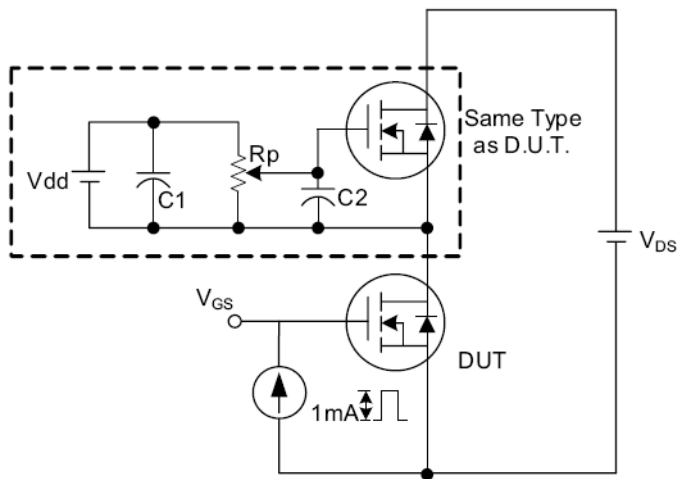 Same Type
as D.U.T.
Rp
Vdd
C1
C2
VDS
VGS
DUT
1mA